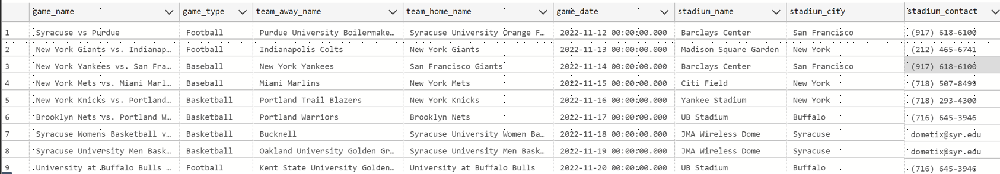 game_name game_type team_away_name team_home_name game_date stadium_name stadium_city stadium_contact
1 Syracuse vs Purdue Football Purdue University Boilermake… Syracuse University Orange F… 2022-11-12 00:00:00.000 Barclays Center San Francisco (917) 618-6100
2 New York Giants vs. Indianap… Football Indianapolis Colts New York Giants 2022-11-13 00:00:00.000 Madison Square Garden New York (212) 465-6741
3 New York Yankees vs. San Fra… Baseball New York Yankees San Francisco Giants 2022-11-14 00:00:00.000 Barclays Center San Francisco (917) 618-6100
4 New York Mets vs. Miami Marl… Baseball Miami Marlins New York Mets 2022-11-15 00:00:00.000 Citi Field New York (718) 507-8499
5 New York Knicks vs. Portland… Basketball Portland Trail Blazers New York Knicks 2022-11-16 00:00:00.000 Yankee Stadium New York (718) 293-4300
6 Brooklyn Nets vs. Portland W… Basketball Portland Warriors Brooklyn Nets 2022-11-17 00:00:00.000 UB Stadium Buffalo (716) 645-3946
7 Syracuse Womens Basketball v… Basketball Bucknell Syracuse University Women Ba… 2022-11-18 00:00:00.000 JMA Wireless Dome Syracuse dometix@syr.edu
8 Syracuse University Men Bask… Basketball Oakland University Golden Gr… Syracuse University Men Bask… 2022-11-19 00:00:00.000 JMA Wireless Dome Syracuse dometix@syr.edu
9 University at Buffalo Bulls … Football Kent State University Golden… University at Buffalo Bulls 2022-11-20 00:00:00.000 UB Stadium Buffalo (716) 645-3946